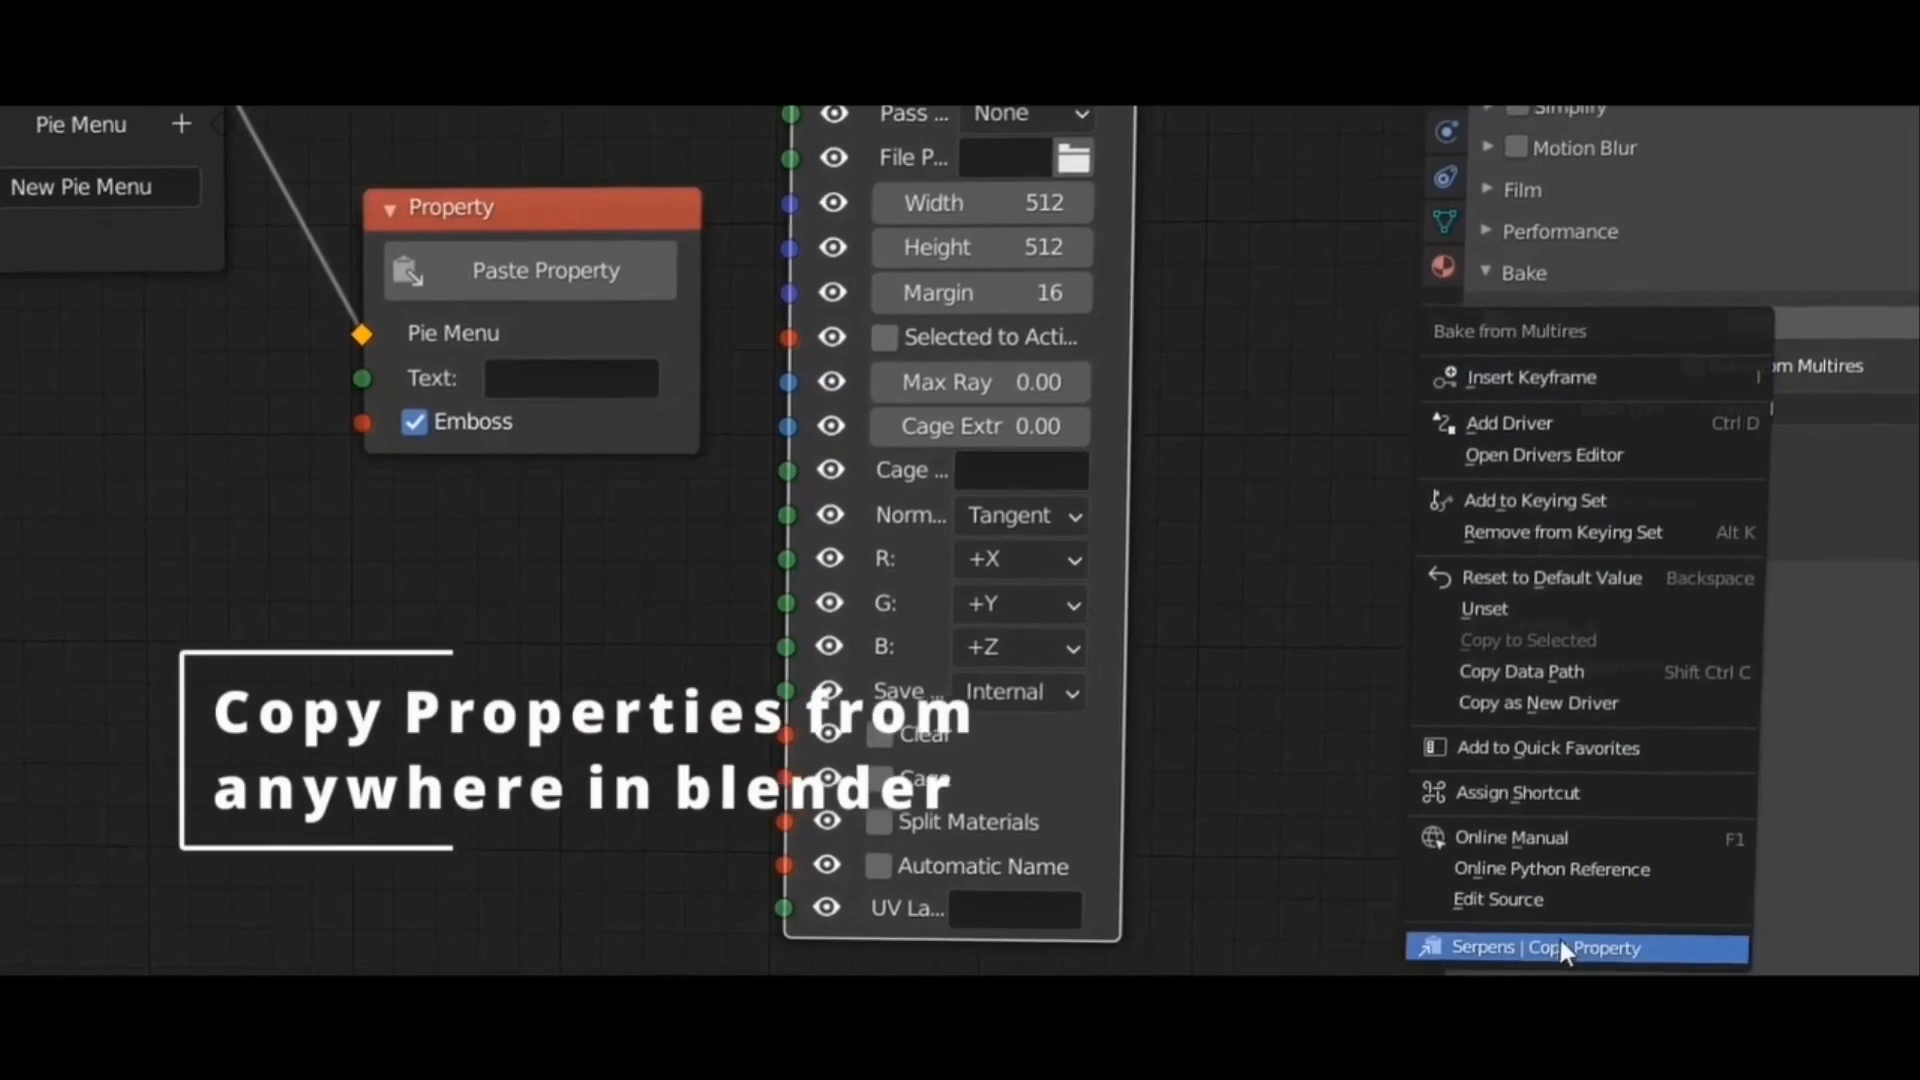 Pie Menu
New Pie Menu
Property
Paste Property
Pie Menu
Text:
Emboss
Pass ... None
File P...
Width 512
Height 512
Margin 16
Selected to Acti...
Max Ray 0.00
Cage Extr 0.00
Cage ...
Norm... Tangent
R: +X
G: +Y
B: +Z
Save ... Internal
Clear
Cage
Split Materials
Automatic Name
UV La...
Copy Properties from
anywhere in blender
Simplify
Motion Blur
Film
Performance
Bake
om Multires
Bake from Multires
Insert Keyframe I
Add Driver Ctrl D
Open Drivers Editor
Add to Keying Set
Remove from Keying Set Alt K
Reset to Default Value Backspace
Unset
Copy to Selected
Copy Data Path Shift Ctrl C
Copy as New Driver
Add to Quick Favorites
Assign Shortcut
Online Manual F1
Online Python Reference
Edit Source
Serpens | Copy Property